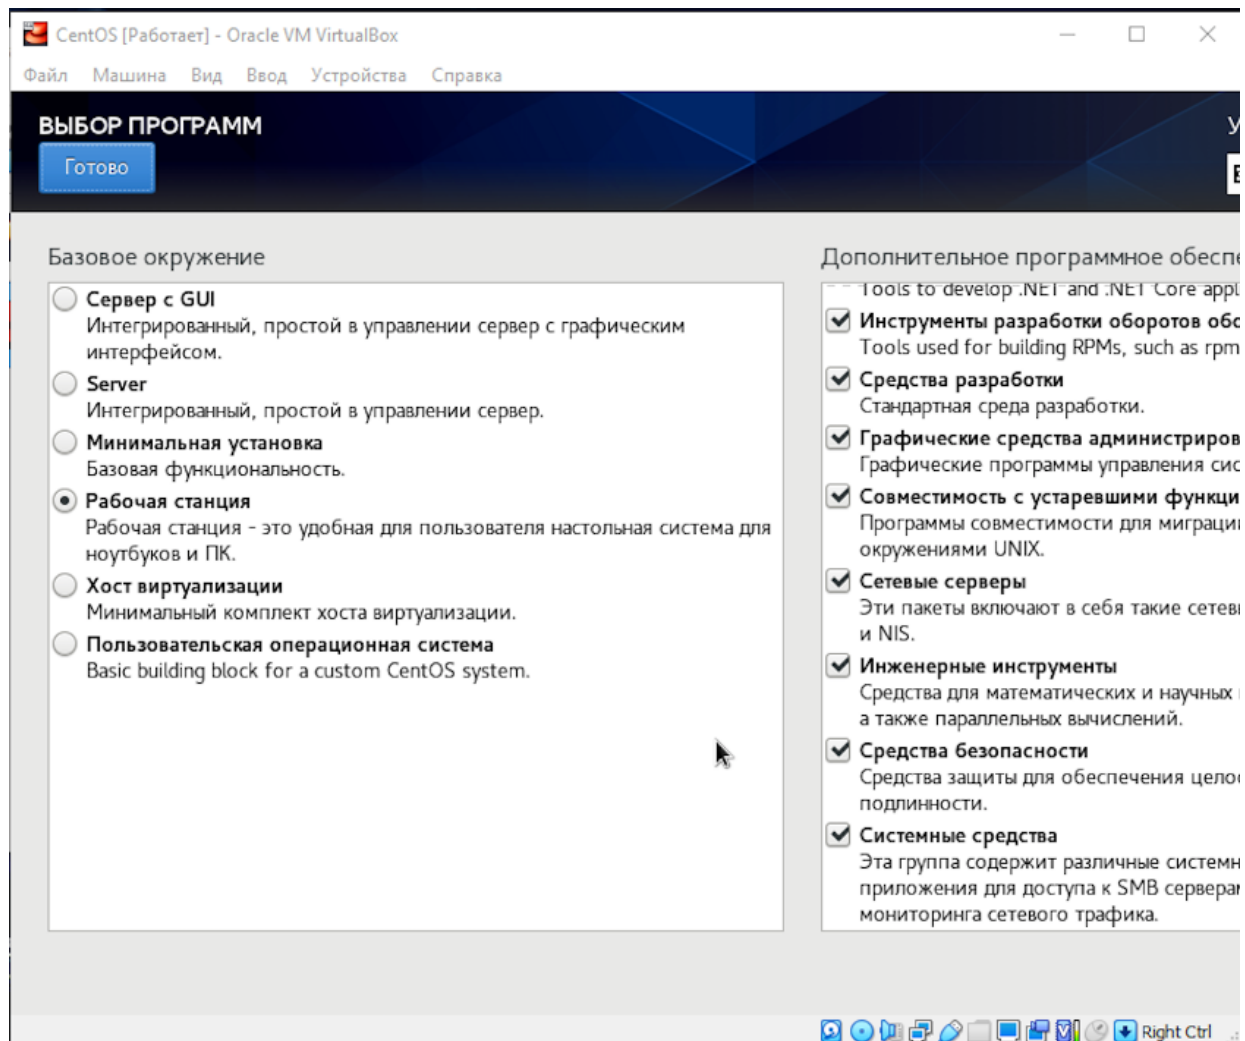 CentOS [Работает] - Oracle VM VirtualBox
Файл Машина Вид Ввод Устройства Справка
ВЫБОР ПРОГРАММ
Готово
Базовое окружение
Сервер с GUI
Интегрированный, простой в управлении сервер с графическим
интерфейсом.
Server
Интегрированный, простой в управлении сервер.
Минимальная установка
Базовая функциональность.
Рабочая станция
Рабочая станция - это удобная для пользователя настольная система для
ноутбуков и ПК.
Хост виртуализации
Минимальный комплект хоста виртуализации.
Пользовательская операционная система
Basic building block for a custom CentOS system.
Дополнительное программное
Tools to develop .NET and .NET Core
Инструменты разработки оборотов
Tools used for building RPMs, such as rpm
Средства разработки
Стандартная среда разработки.
Графические средства
Графические программы управления
Совместимость с устаревшими
Программы совместимости для
окружениями UNIX.
Сетевые серверы
Эти пакеты включают в себя такие
и NIS.
Инженерные инструменты
Средства для математических и научных
а также параллельных вычислений.
Средства безопасности
Средства защиты для обеспечения
подлинности.
Системные средства
Эта группа содержит различные
приложения для доступа к SMB
мониторинга сетевого трафика.
Right Ctrl